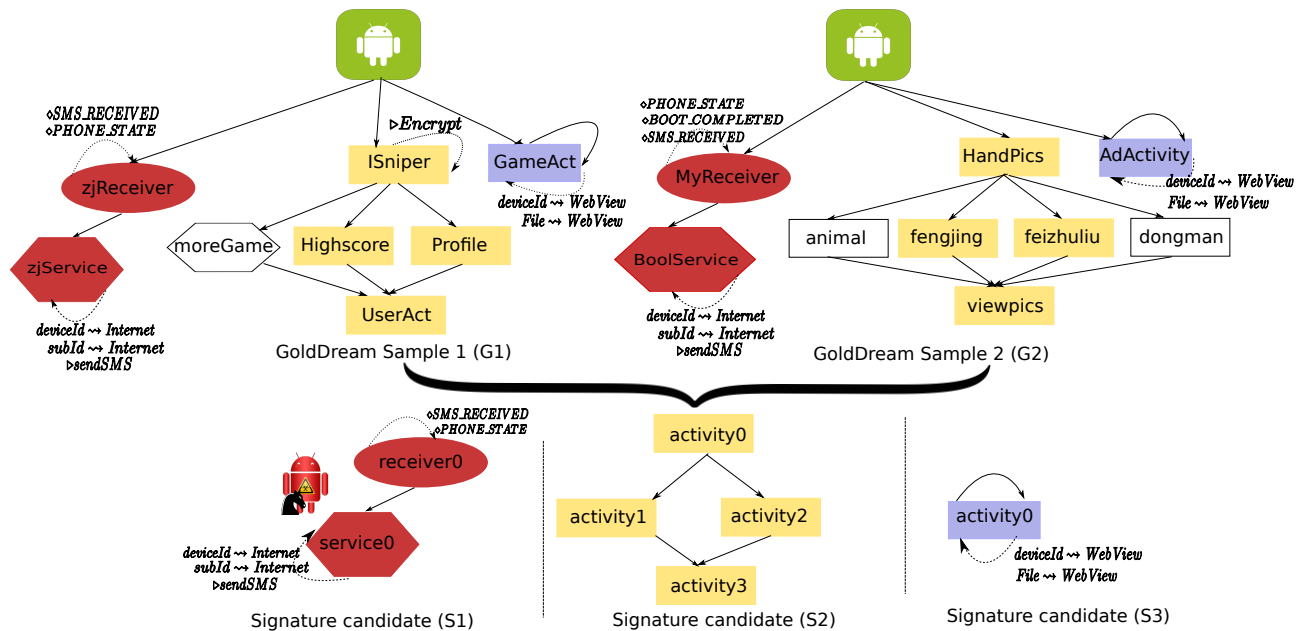 ◇SMS_RECEIVED
◇PHONE_STATE
zjReceiver
zjService
deviceId ⇝ Internet
subId ⇝ Internet
▷sendSMS
▷Encrypt
ISniper
GameAct
deviceId ⇝ WebView
File ⇝ WebView
moreGame
Highscore
Profile
UserAct
GoldDream Sample 1 (G1)
◇PHONE_STATE
◇BOOT_COMPLETED
◇SMS_RECEIVED
MyReceiver
BoolService
deviceId ⇝ Internet
subId ⇝ Internet
▷sendSMS
HandPics
AdActivity
deviceId ⇝ WebView
File ⇝ WebView
animal
fengjing
feizhuliu
dongman
viewpics
GoldDream Sample 2 (G2)
◇SMS_RECEIVED
◇PHONE_STATE
receiver0
service0
deviceId ⇝ Internet
subId ⇝ Internet
▷sendSMS
Signature candidate (S1)
activity0
activity1
activity2
activity3
Signature candidate (S2)
activity0
deviceId ⇝ WebView
File ⇝ WebView
Signature candidate (S3)